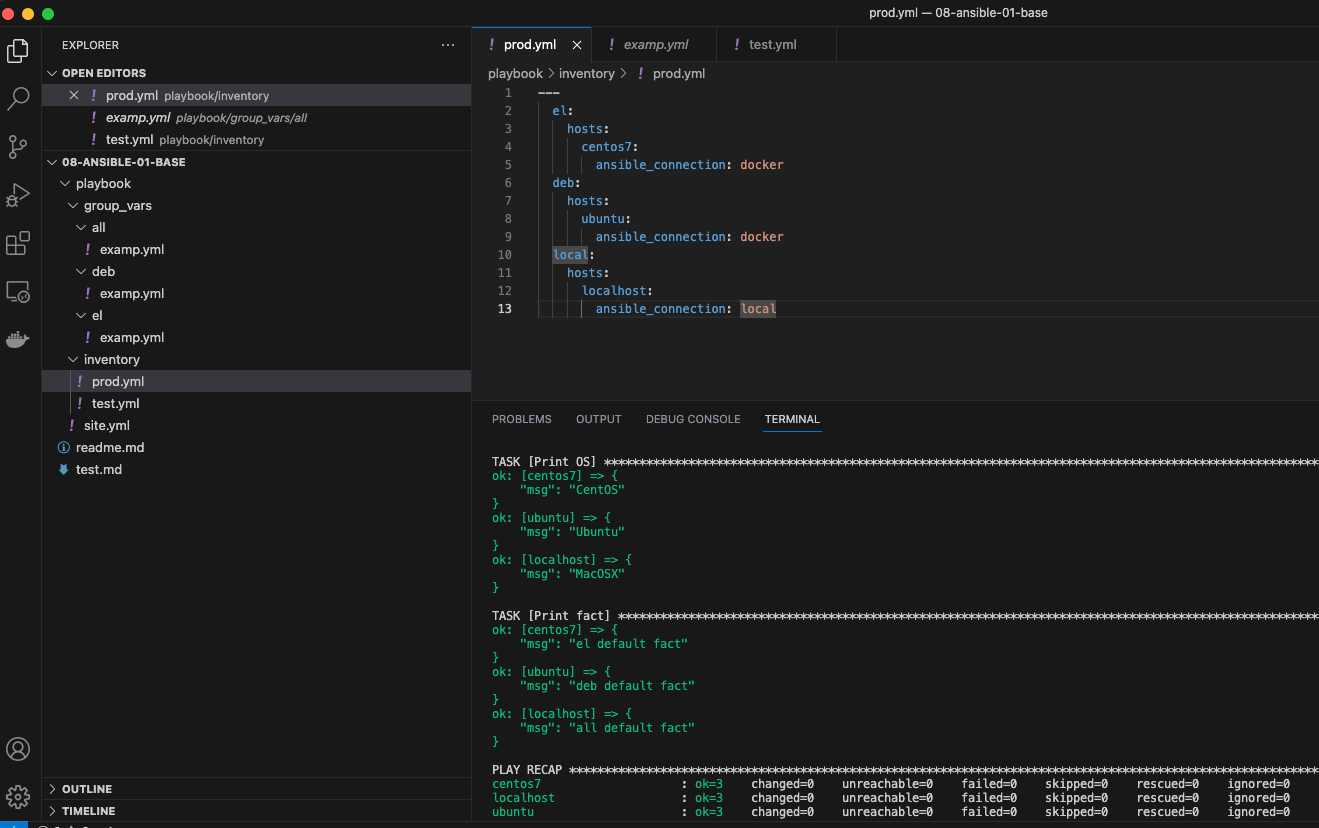 prod.yml — 08-ansible-01-base
EXPLORER
OPEN EDITORS
! prod.yml playbook/inventory
! examp.yml playbook/group_vars/all
! test.yml playbook/inventory
08-ANSIBLE-01-BASE
playbook
group_vars
all
! examp.yml
deb
! examp.yml
el
! examp.yml
inventory
! prod.yml
! test.yml
! site.yml
readme.md
test.md
OUTLINE
TIMELINE
! prod.yml ! examp.yml ! test.yml
playbook > inventory > ! prod.yml
1 ---
2 el:
3 hosts:
4 centos7:
5 ansible_connection: docker
6 deb:
7 hosts:
8 ubuntu:
9 ansible_connection: docker
10 local:
11 hosts:
12 localhost:
13 ansible_connection: local
PROBLEMS OUTPUT DEBUG CONSOLE TERMINAL
TASK [Print OS] ****************************************************************************************************
ok: [centos7] => {
"msg": "CentOS"
}
ok: [ubuntu] => {
"msg": "Ubuntu"
}
ok: [localhost] => {
"msg": "MacOSX"
}
TASK [Print fact] **************************************************************************************************
ok: [centos7] => {
"msg": "el default fact"
}
ok: [ubuntu] => {
"msg": "deb default fact"
}
ok: [localhost] => {
"msg": "all default fact"
}
PLAY RECAP *********************************************************************************************************
centos7 : ok=3 changed=0 unreachable=0 failed=0 skipped=0 rescued=0 ignored=0
localhost : ok=3 changed=0 unreachable=0 failed=0 skipped=0 rescued=0 ignored=0
ubuntu : ok=3 changed=0 unreachable=0 failed=0 skipped=0 rescued=0 ignored=0